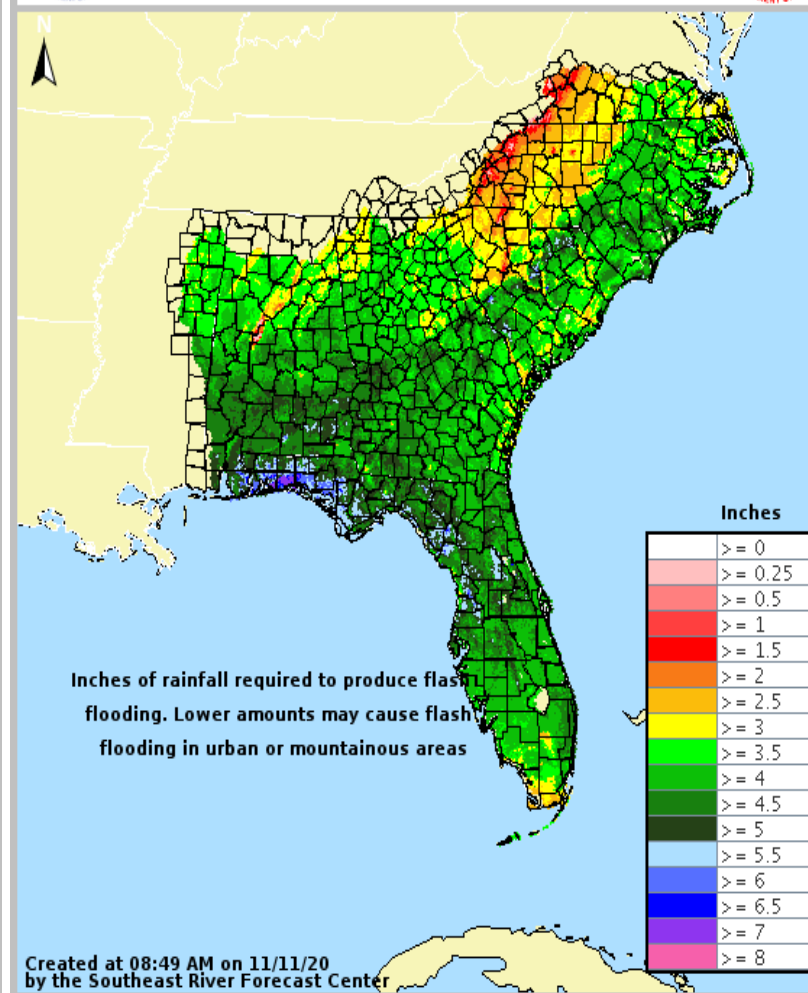 N
Inches
>= 0
>= 0.25
>= 0.5
>= 1
>= 1.5
>= 2
>= 2.5
>= 3
>= 3.5
>= 4
>= 4.5
>= 5
>= 5.5
>= 6
>= 6.5
>= 7
>= 8
Inches of rainfall required to produce flash
flooding. Lower amounts may cause flash
flooding in urban or mountainous areas
Created at 08:49 AM on 11/11/20
by the Southeast River Forecast Center